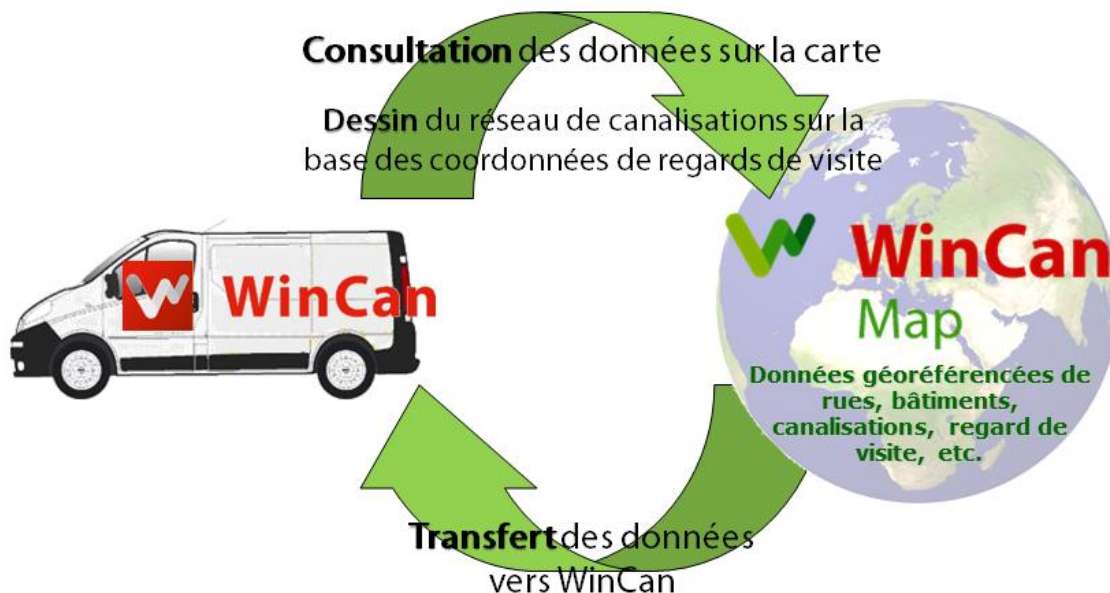 Consultation des données sur la carte
Dessin du réseau de canalisations sur la
base des coordonnées de regards de visite
WinCan
WinCan
Map
Données géoréférencées de
rues, bâtiments,
canalisations, regard de
visite, etc.
Transfert des données
vers WinCan